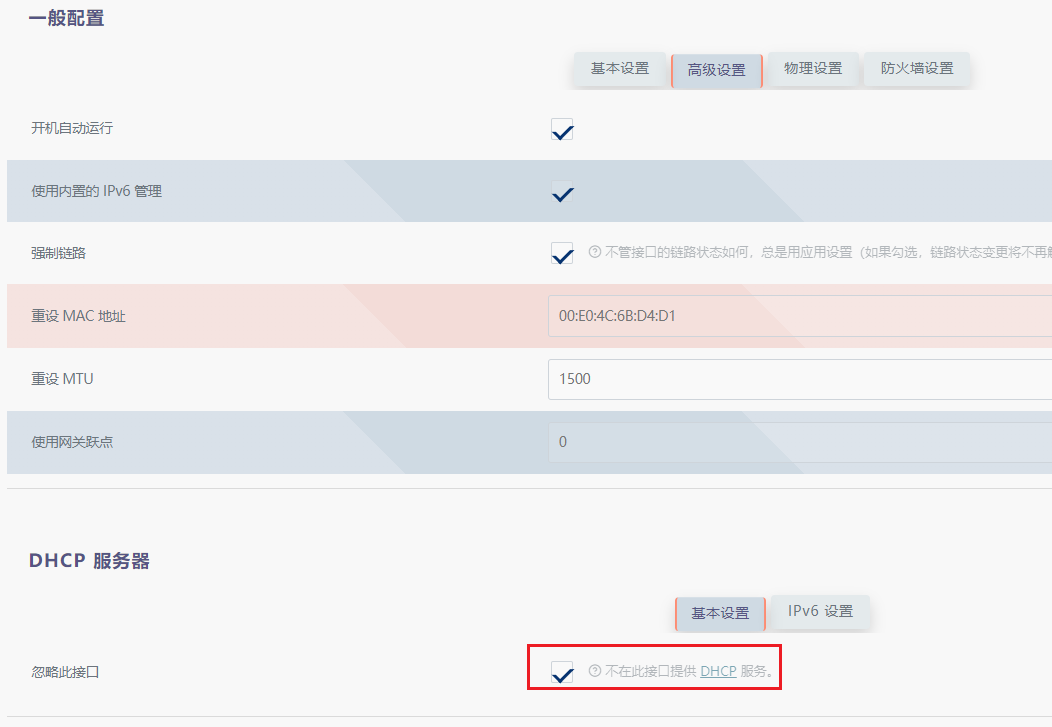 一般配置
基本设置 高级设置 物理设置 防火墙设置
开机自动运行
使用内置的 IPv6 管理
强制链路 不管接口的链路状态如何，总是用应用设置（如果勾选，链路状态变更将不再
重设 MAC 地址 00:E0:4C:6B:D4:D1
重设 MTU 1500
使用网关跃点 0
DHCP 服务器
基本设置 IPv6 设置
忽略此接口 不在此接口提供 DHCP 服务。